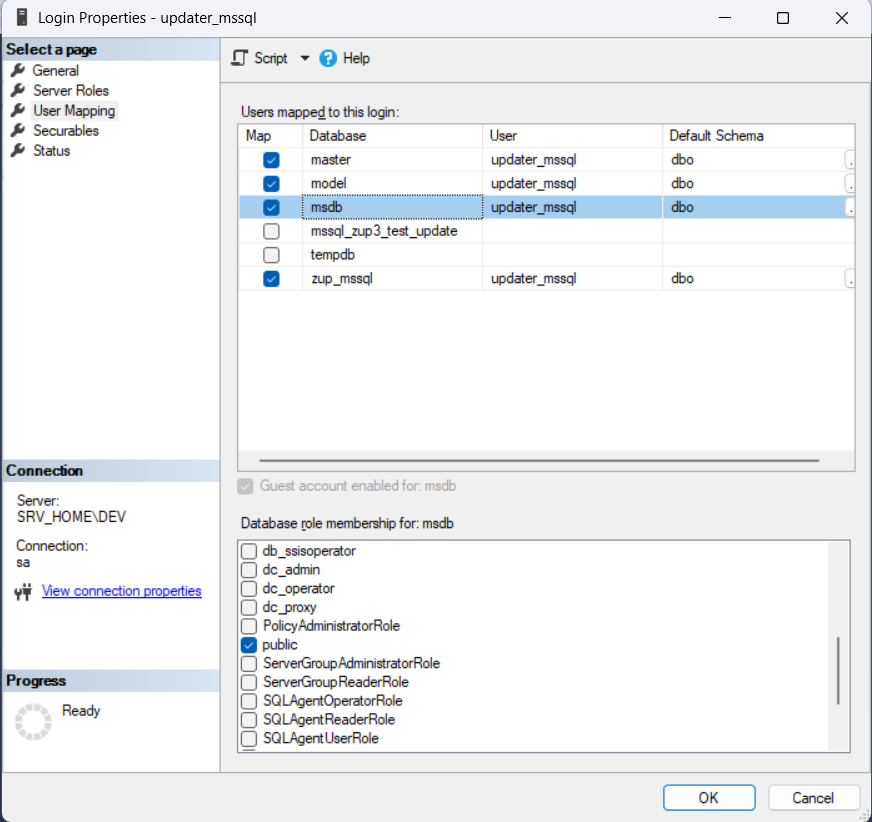 Login Properties - updater_mssql
Select a page
General
Server Roles
User Mapping
Securables
Status
Script
Help
Users mapped to this login:
Map Database User Default Schema
master updater_mssql dbo .
model updater_mssql dbo .
msdb updater_mssql dbo .
mssql_zup3_test_update
tempdb
zup_mssql updater_mssql dbo .
Guest account enabled for: msdb
Database role membership for: msdb
db_ssisoperator
dc_admin
dc_operator
dc_proxy
PolicyAdministratorRole
public
ServerGroupAdministratorRole
ServerGroupReaderRole
SQLAgentOperatorRole
SQLAgentReaderRole
SQLAgentUserRole
Connection
Server:
SRV_HOME\DEV
Connection:
sa
View connection properties
Progress
Ready
OK
Cancel